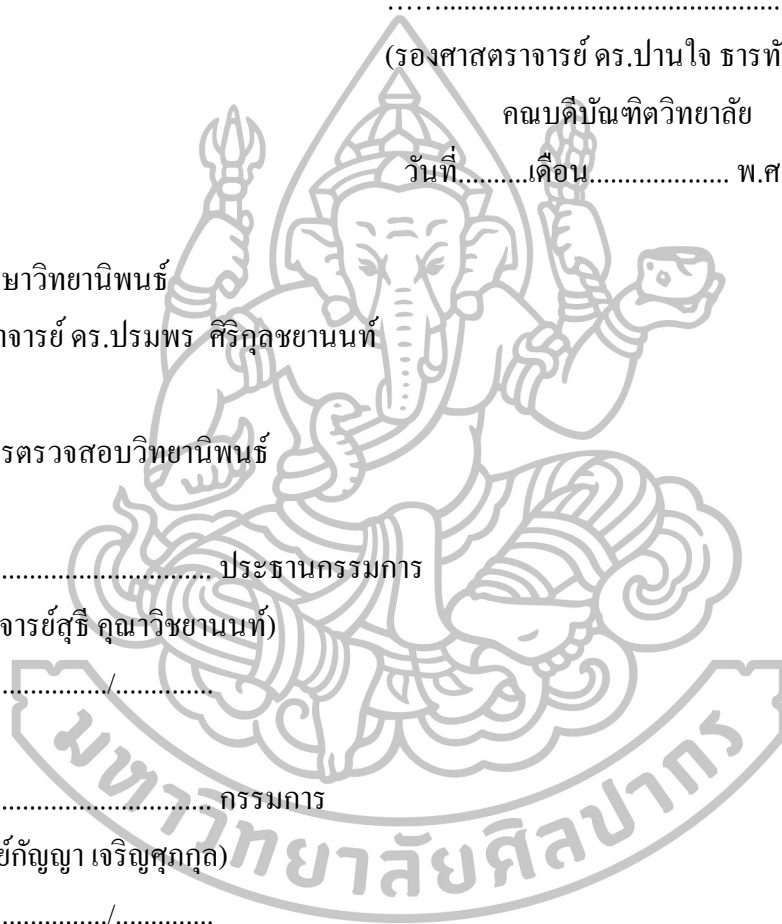 ……................................................
(รองศาสตราจารย์ ดร.ปานใจ ธารทั
คณบดีบัณฑิตวิทยาลัย
วันที่.........เดือน.................... พ.ศ
ษาวิทยานิพนธ์
าจารย์ ดร.ปรมพร ศิริกุลชยานนท์
รตรวจสอบวิทยานิพนธ์
.............................. ประธานกรรมการ
จารย์สุธี คุณาวิชยานนท์)
.............../..............
.............................. กรรมการ
ย์กัญญา เจริญศุภกุล)
.............../..............
มหาวิทยาลัยศิลปากร